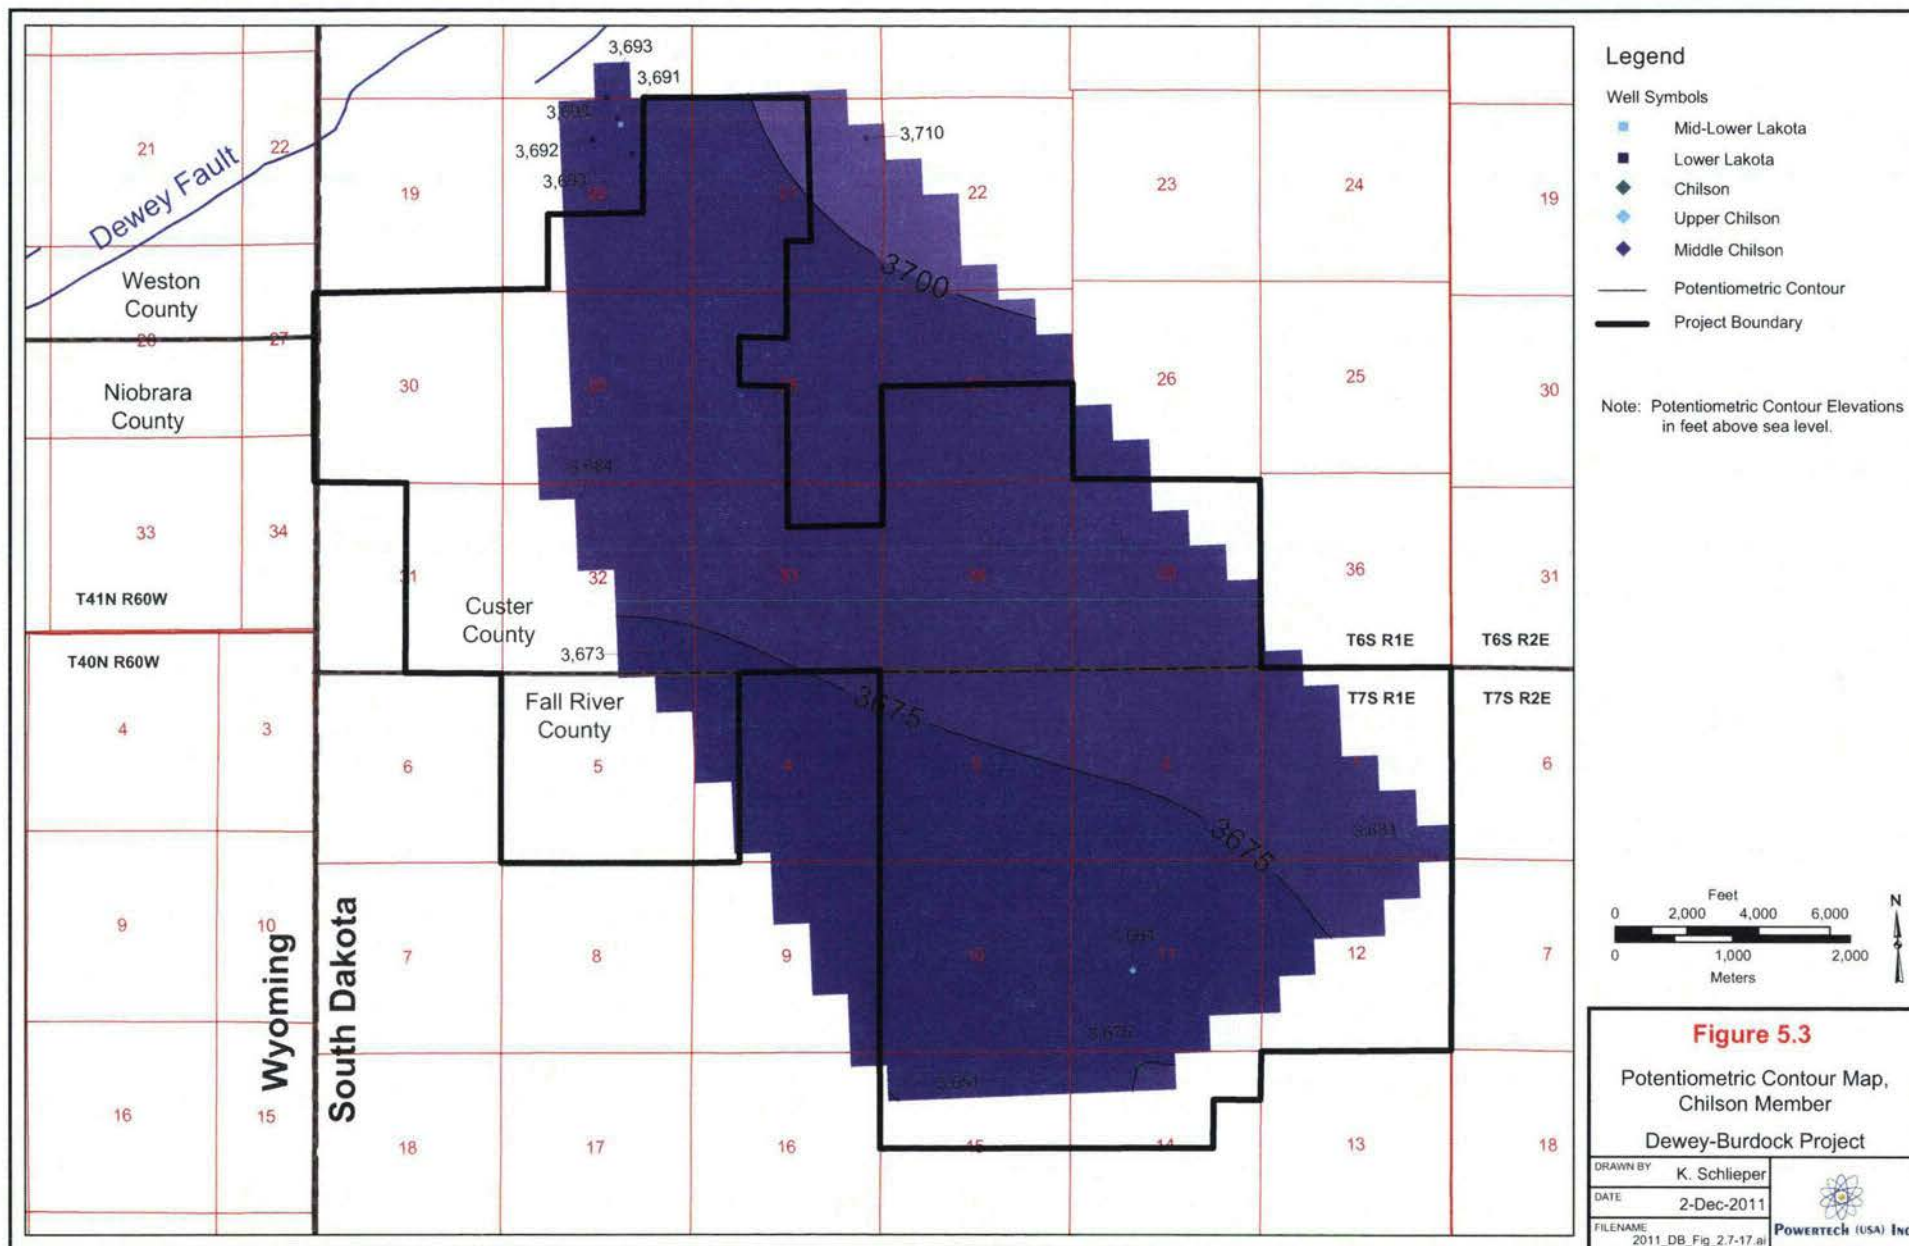 3,693
3,691
3,710
3,692
21
22
19
22
23
24
19
Dewey Fault
3700
Weston
County
28
27
Niobrara
County
30
26
25
30
33
34
31
32
36
31
T41N R60W
Custer
County
T6S R1E
T6S R2E
T40N R60W
3,673
Fall River
County
3675
T7S R1E
T7S R2E
4
3
6
5
4
6
3675
9
10
7
8
9
10
11
12
7
Wyoming
South Dakota
16
15
18
17
16
15
14
13
18
Legend
Well Symbols
Mid-Lower Lakota
Lower Lakota
Chilson
Upper Chilson
Middle Chilson
Potentiometric Contour
Project Boundary
Note: Potentiometric Contour Elevations
in feet above sea level.
Feet
0 2,000 4,000 6,000
0 1,000 2,000
Meters
N
Figure 5.3
Potentiometric Contour Map,
Chilson Member
Dewey-Burdock Project
DRAWN BY K. Schlieper
DATE 2-Dec-2011
FILENAME 2011_DB_Fig_2.7-17.ai
POWERTECH (USA) INC